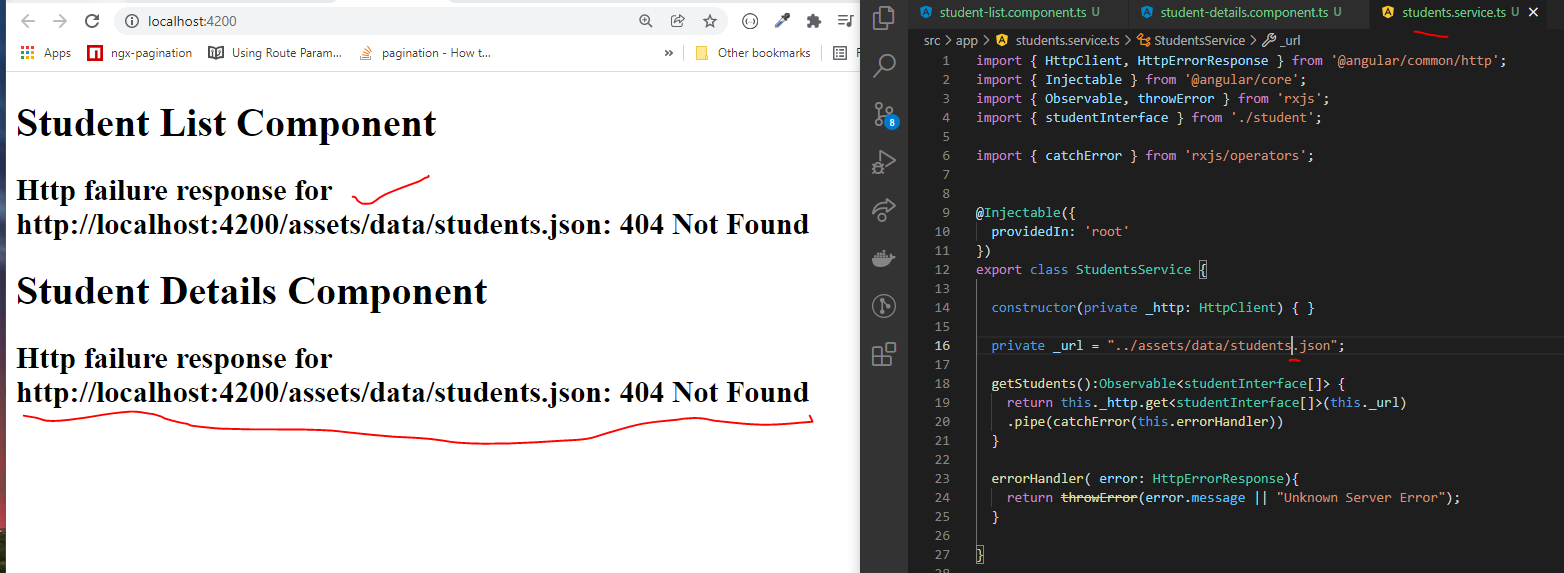 localhost:4200
Apps
ngx-pagination
Using Route Param...
pagination - How t...
»
Other bookmarks
Student List Component
Http failure response for
http://localhost:4200/assets/data/students.json: 404 Not Found
Student Details Component
Http failure response for
http://localhost:4200/assets/data/students.json: 404 Not Found
8
student-list.component.ts U
student-details.component.ts U
students.service.ts U
src > app > students.service.ts > StudentsService > _url
1 import { HttpClient, HttpErrorResponse } from '@angular/common/http';
2 import { Injectable } from '@angular/core';
3 import { Observable, throwError } from 'rxjs';
4 import { studentInterface } from './student';
5
6 import { catchError } from 'rxjs/operators';
7
8
9 @Injectable({
10 providedIn: 'root'
11 })
12 export class StudentsService {
13
14 constructor(private _http: HttpClient) { }
15
16 private _url = "../assets/data/students.json";
17
18 getStudents():Observable<studentInterface[]> {
19 return this._http.get<studentInterface[]>(this._url)
20 .pipe(catchError(this.errorHandler))
21 }
22
23 errorHandler( error: HttpErrorResponse){
24 return throwError(error.message || "Unknown Server Error");
25 }
26
27 }